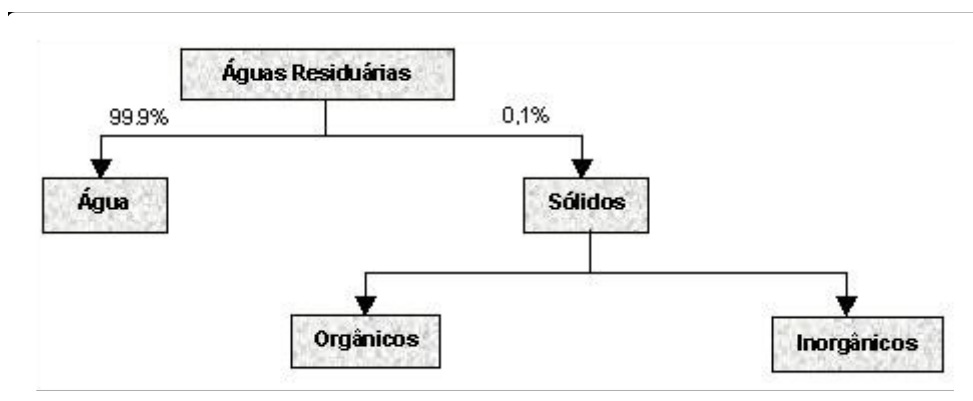 Águas Residuárias
99.9%
0,1%
Água
Sólidos
Orgânicos
Inorgânicos